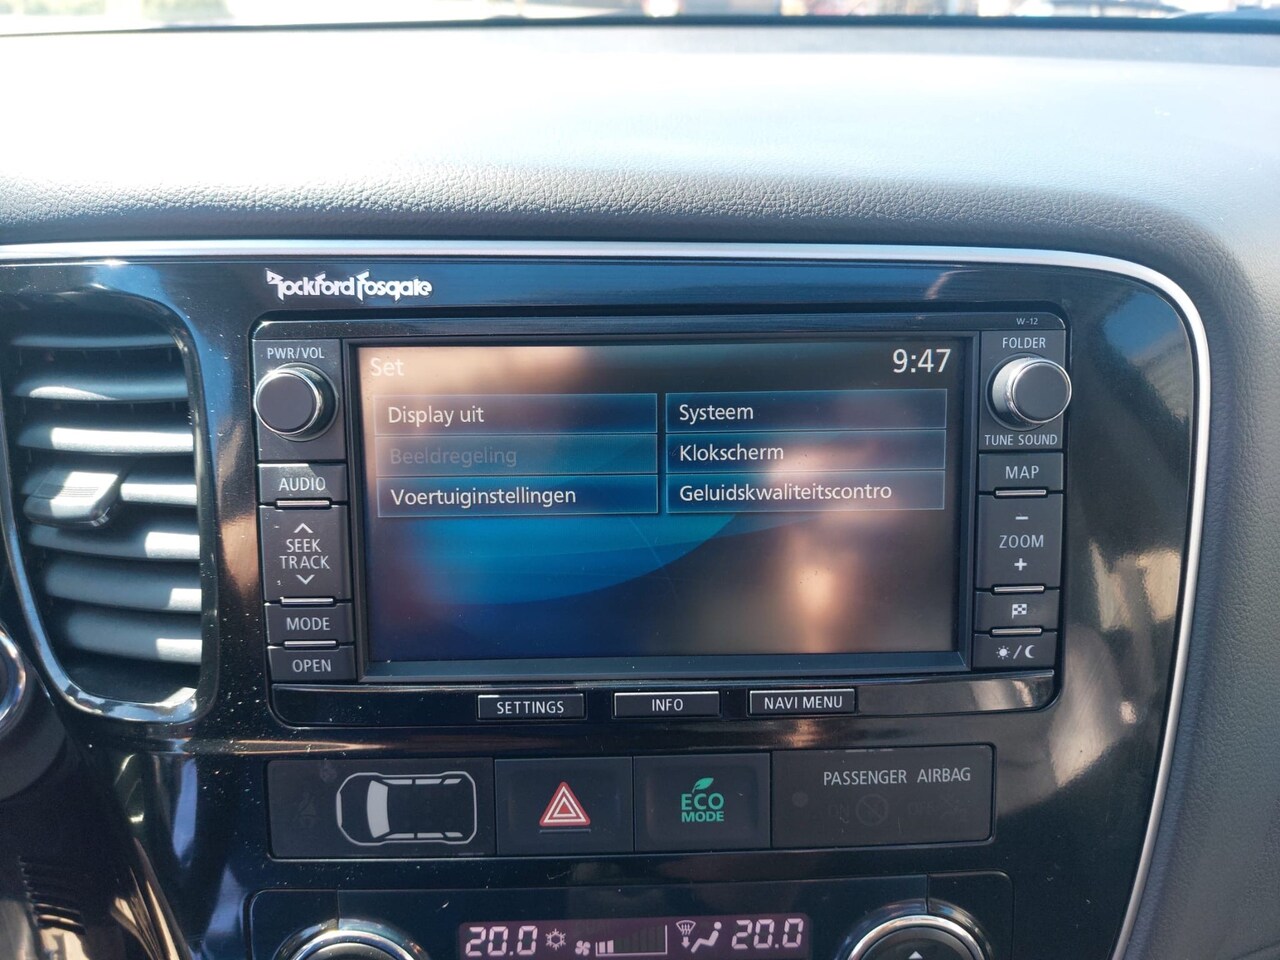 Rockford Fosgate
W-12
PWR/VOL
FOLDER
Set
9:47
Display uit
Systeem
Beeldregeling
Klokscherm
Voertuiginstellingen
Geluidskwaliteitscontro
TUNE SOUND
AUDIO
MAP
SEEK
TRACK
−
ZOOM
+
MODE
OPEN
SETTINGS
INFO
NAVI MENU
PASSENGER AIRBAG
ECO
MODE
20.0
20.0